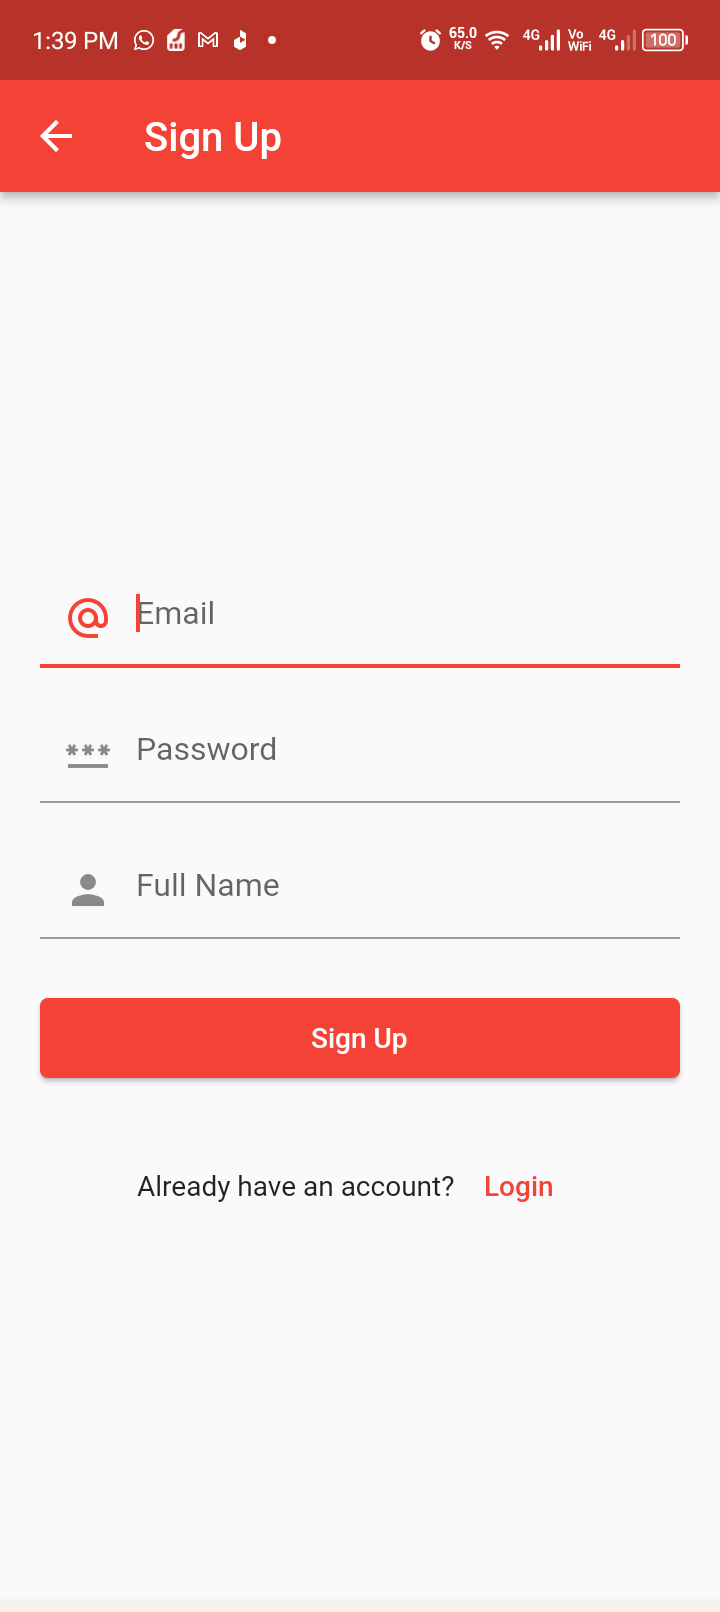 1:39 PM 65.0 K/S 4G Vo WiFi 4G 100
Sign Up
Email
Password
Full Name
Sign Up
Already have an account? Login